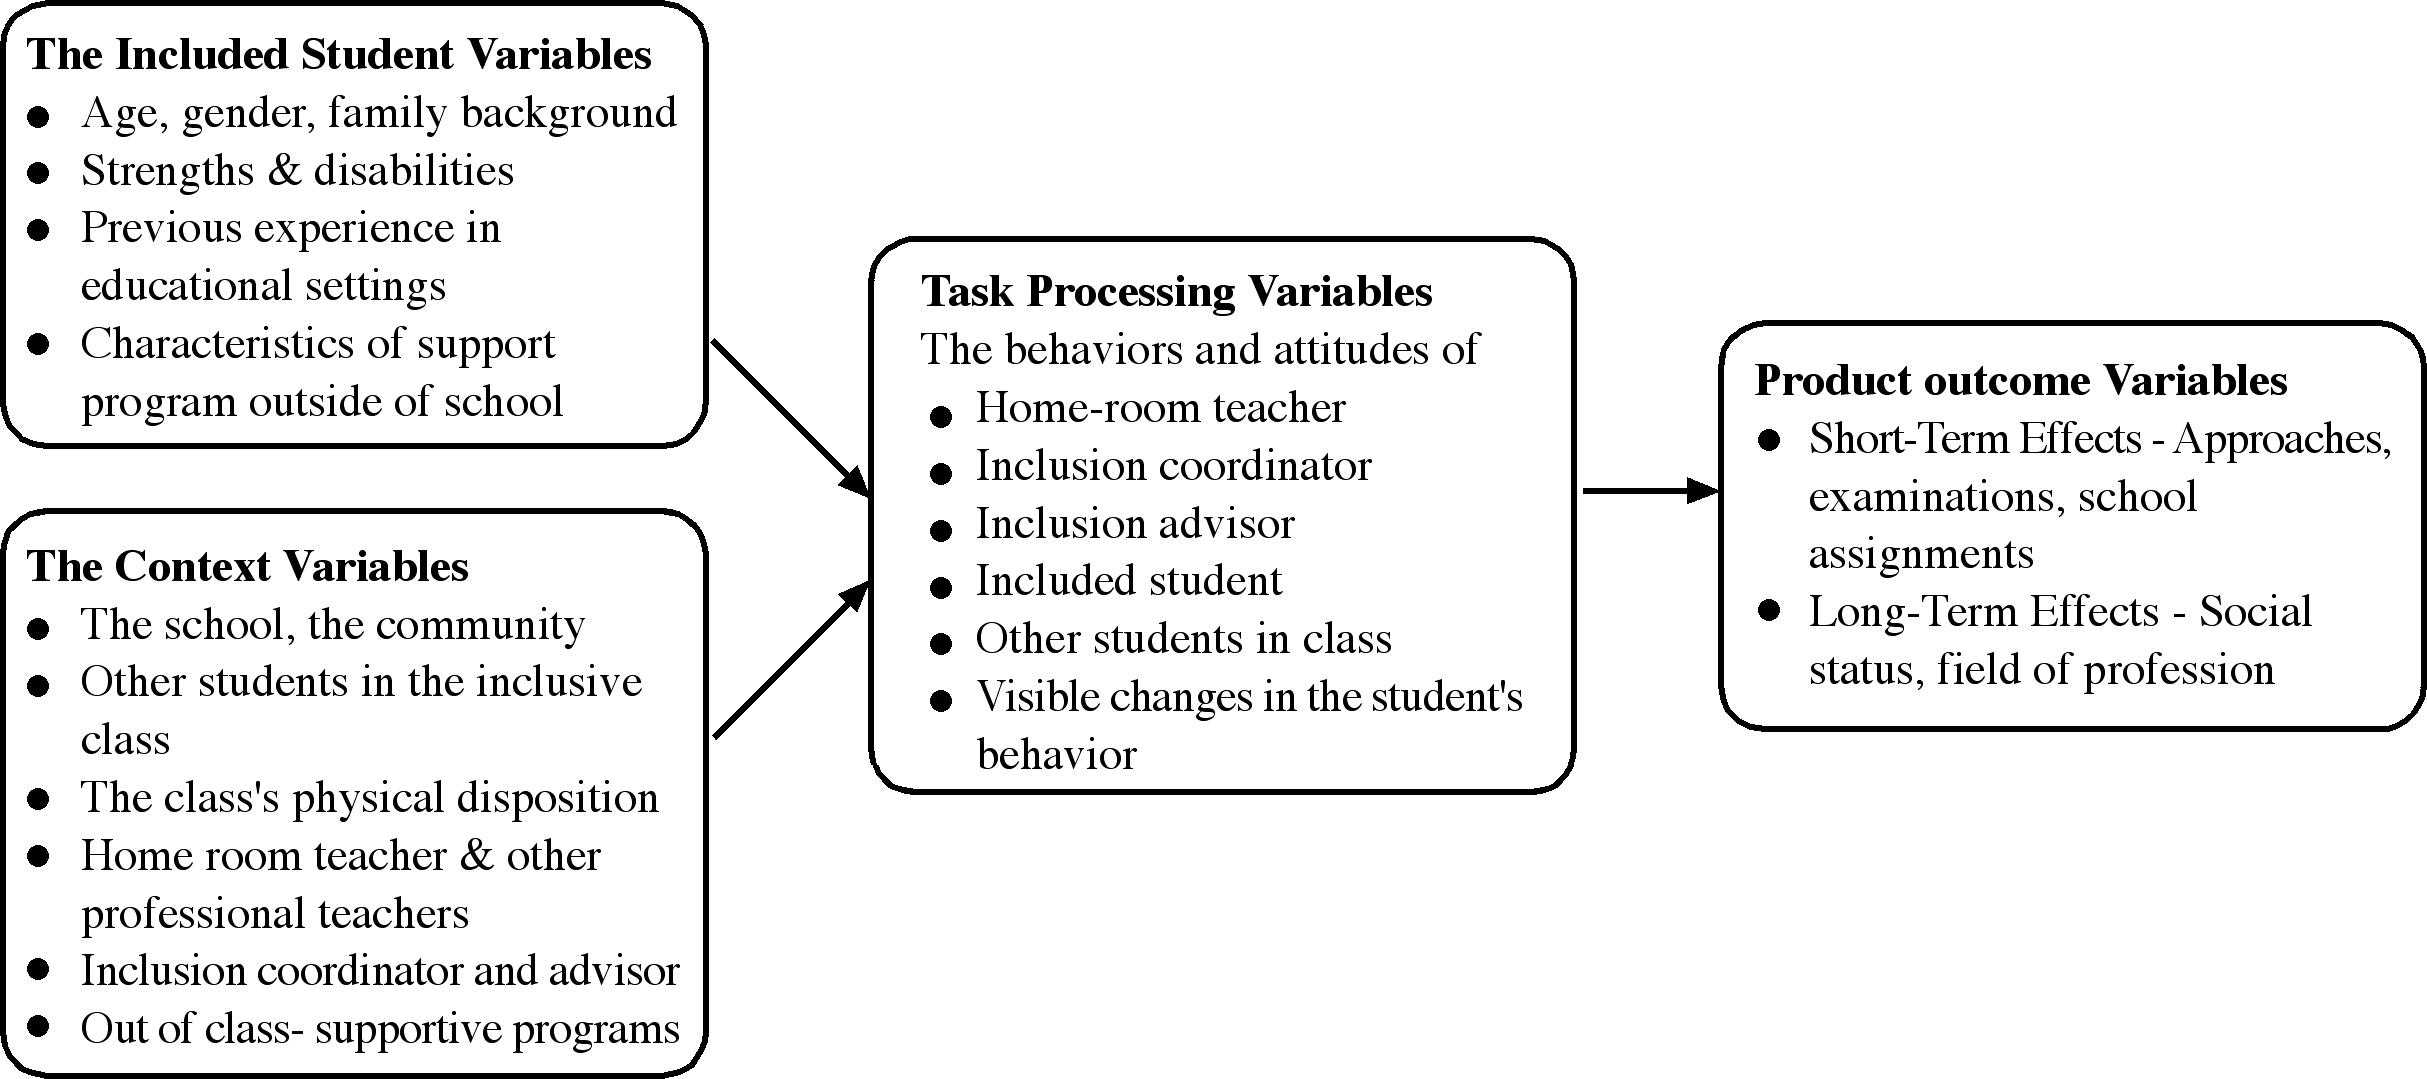 The Included Student Variables
● Age, gender, family background
● Strengths & disabilities
● Previous experience in
educational settings
● Characteristics of support
program outside of school
The Context Variables
● The school, the community
● Other students in the inclusive
class
● The class's physical disposition
● Home room teacher & other
professional teachers
● Inclusion coordinator and advisor
● Out of class- supportive programs
Task Processing Variables
The behaviors and attitudes of
● Home-room teacher
● Inclusion coordinator
● Inclusion advisor
● Included student
● Other students in class
● Visible changes in the student's
behavior
Product outcome Variables
● Short-Term Effects - Approaches,
examinations, school
assignments
● Long-Term Effects - Social
status, field of profession